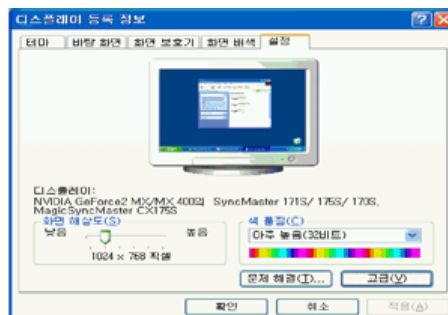 디스플레이 등록 정보
테마 바탕 화면 화면 보호기 화면 배색 설정
디스플레이:
NVIDIA GeForce2 MX/MX 400의 SyncMaster 171S/ 175S/ 170S,
MagicSyncMaster CX175S
화면 해상도(S) 색 품질(C)
낮음 높음 아주 높음(32비트)
1024 x 768 픽셀
문제 해결(T)... 고급(V)
확인 취소 적용(A)